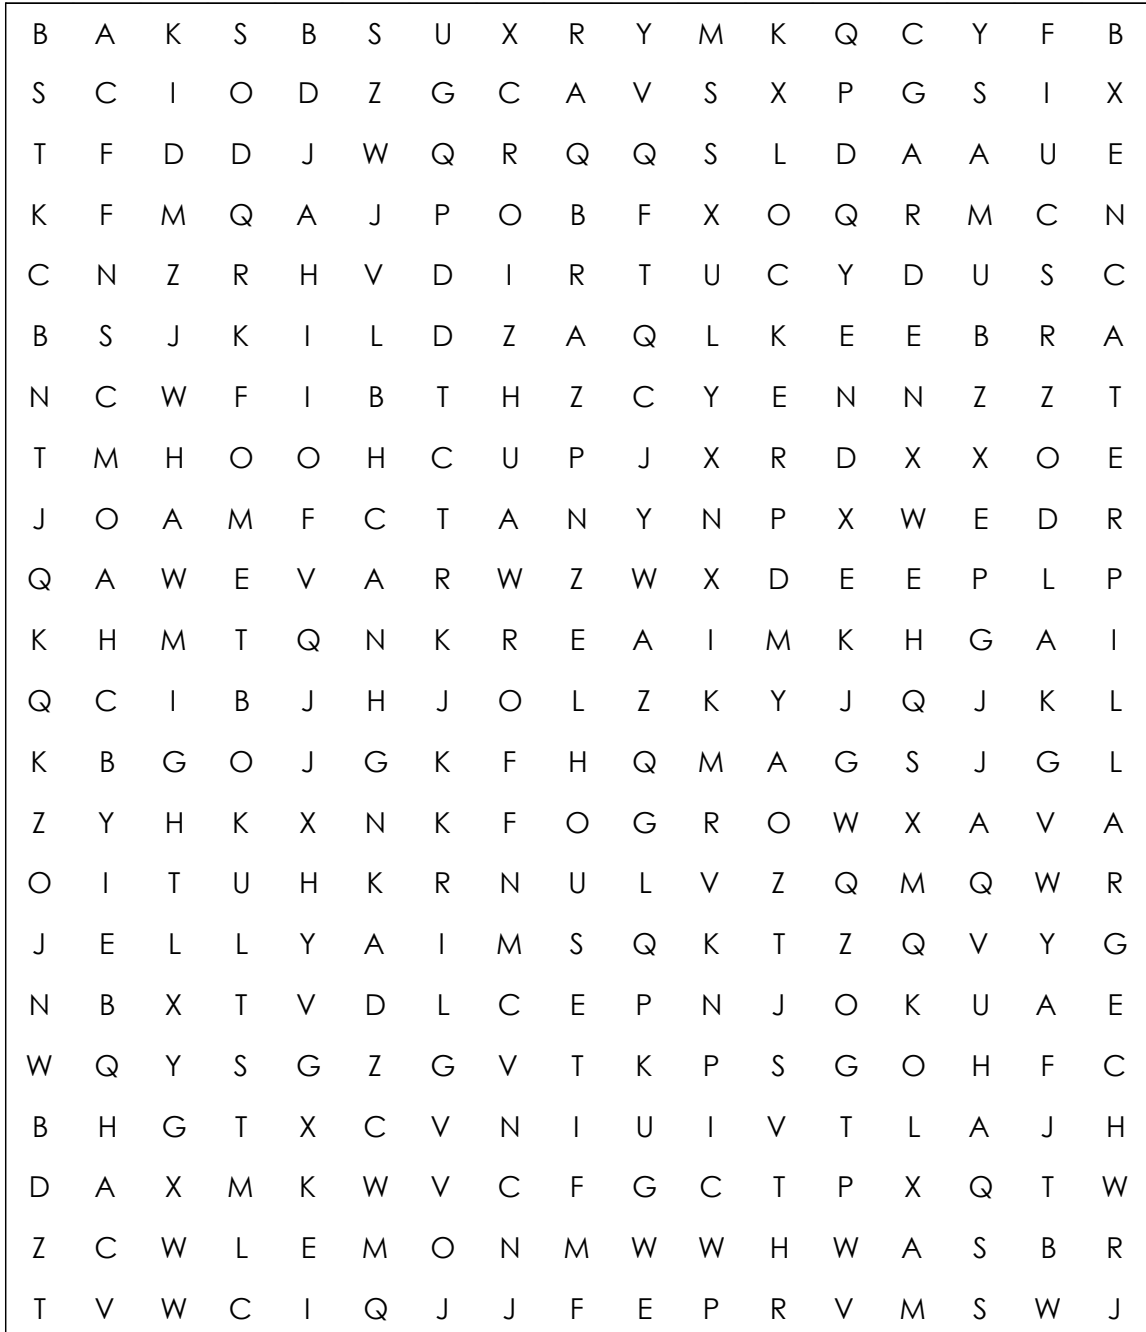 B A K S B S U X R Y M K Q C Y F B
S C I O D Z G C A V S X P G S I X
T F D D J W Q R Q Q S L D A A U E
K F M Q A J P O B F X O Q R M C N
C N Z R H V D I R T U C Y D U S C
B S J K I L D Z A Q L K E E B R A
N C W F I B T H Z C Y E N N Z Z T
T M H O O H C U P J X R D X X O E
J O A M F C T A N Y N P X W E D R
Q A W E V A R W Z W X D E E P L P
K H M T Q N K R E A I M K H G A I
Q C I B J H J O L Z K Y J Q J K L
K B G O J G K F H Q M A G S J G L
Z Y H K X N K F O G R O W X A V A
O I T U H K R N U L V Z Q M Q W R
J E L L Y A I M S Q K T Z Q V Y G
N B X T V D L C E P N J O K U A E
W Q Y S G Z G V T K P S G O H F C
B H G T X C V N I U I V T L A J H
D A X M K W V C F G C T P X Q T W
Z C W L E M O N M W W H W A S B R
T V W C I Q J J F E P R V M S W J